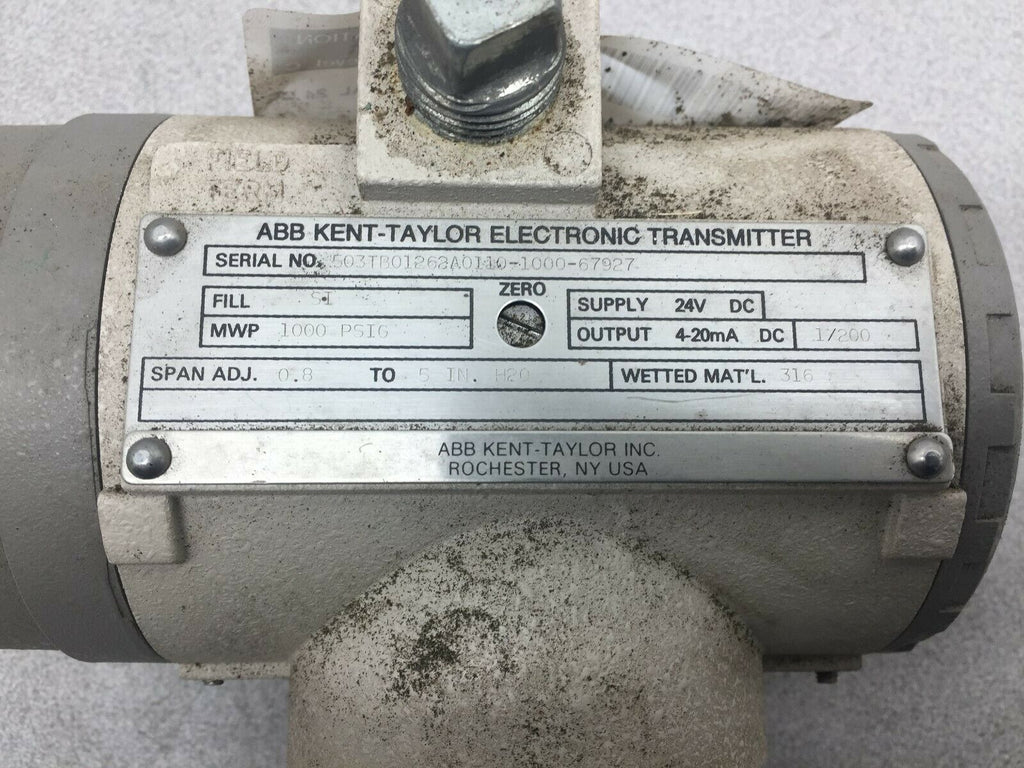 FIELD
TERM
ABB KENT-TAYLOR ELECTRONIC TRANSMITTER
SERIAL NO. 503TB01262A0110-1000-67927
ZERO
FILL SI
SUPPLY 24V DC
MWP 1000 PSIG
OUTPUT 4-20mA DC 1/200
SPAN ADJ. 0.8 TO 5 IN. H2O WETTED MAT'L. 316
ABB KENT-TAYLOR INC.
ROCHESTER, NY USA